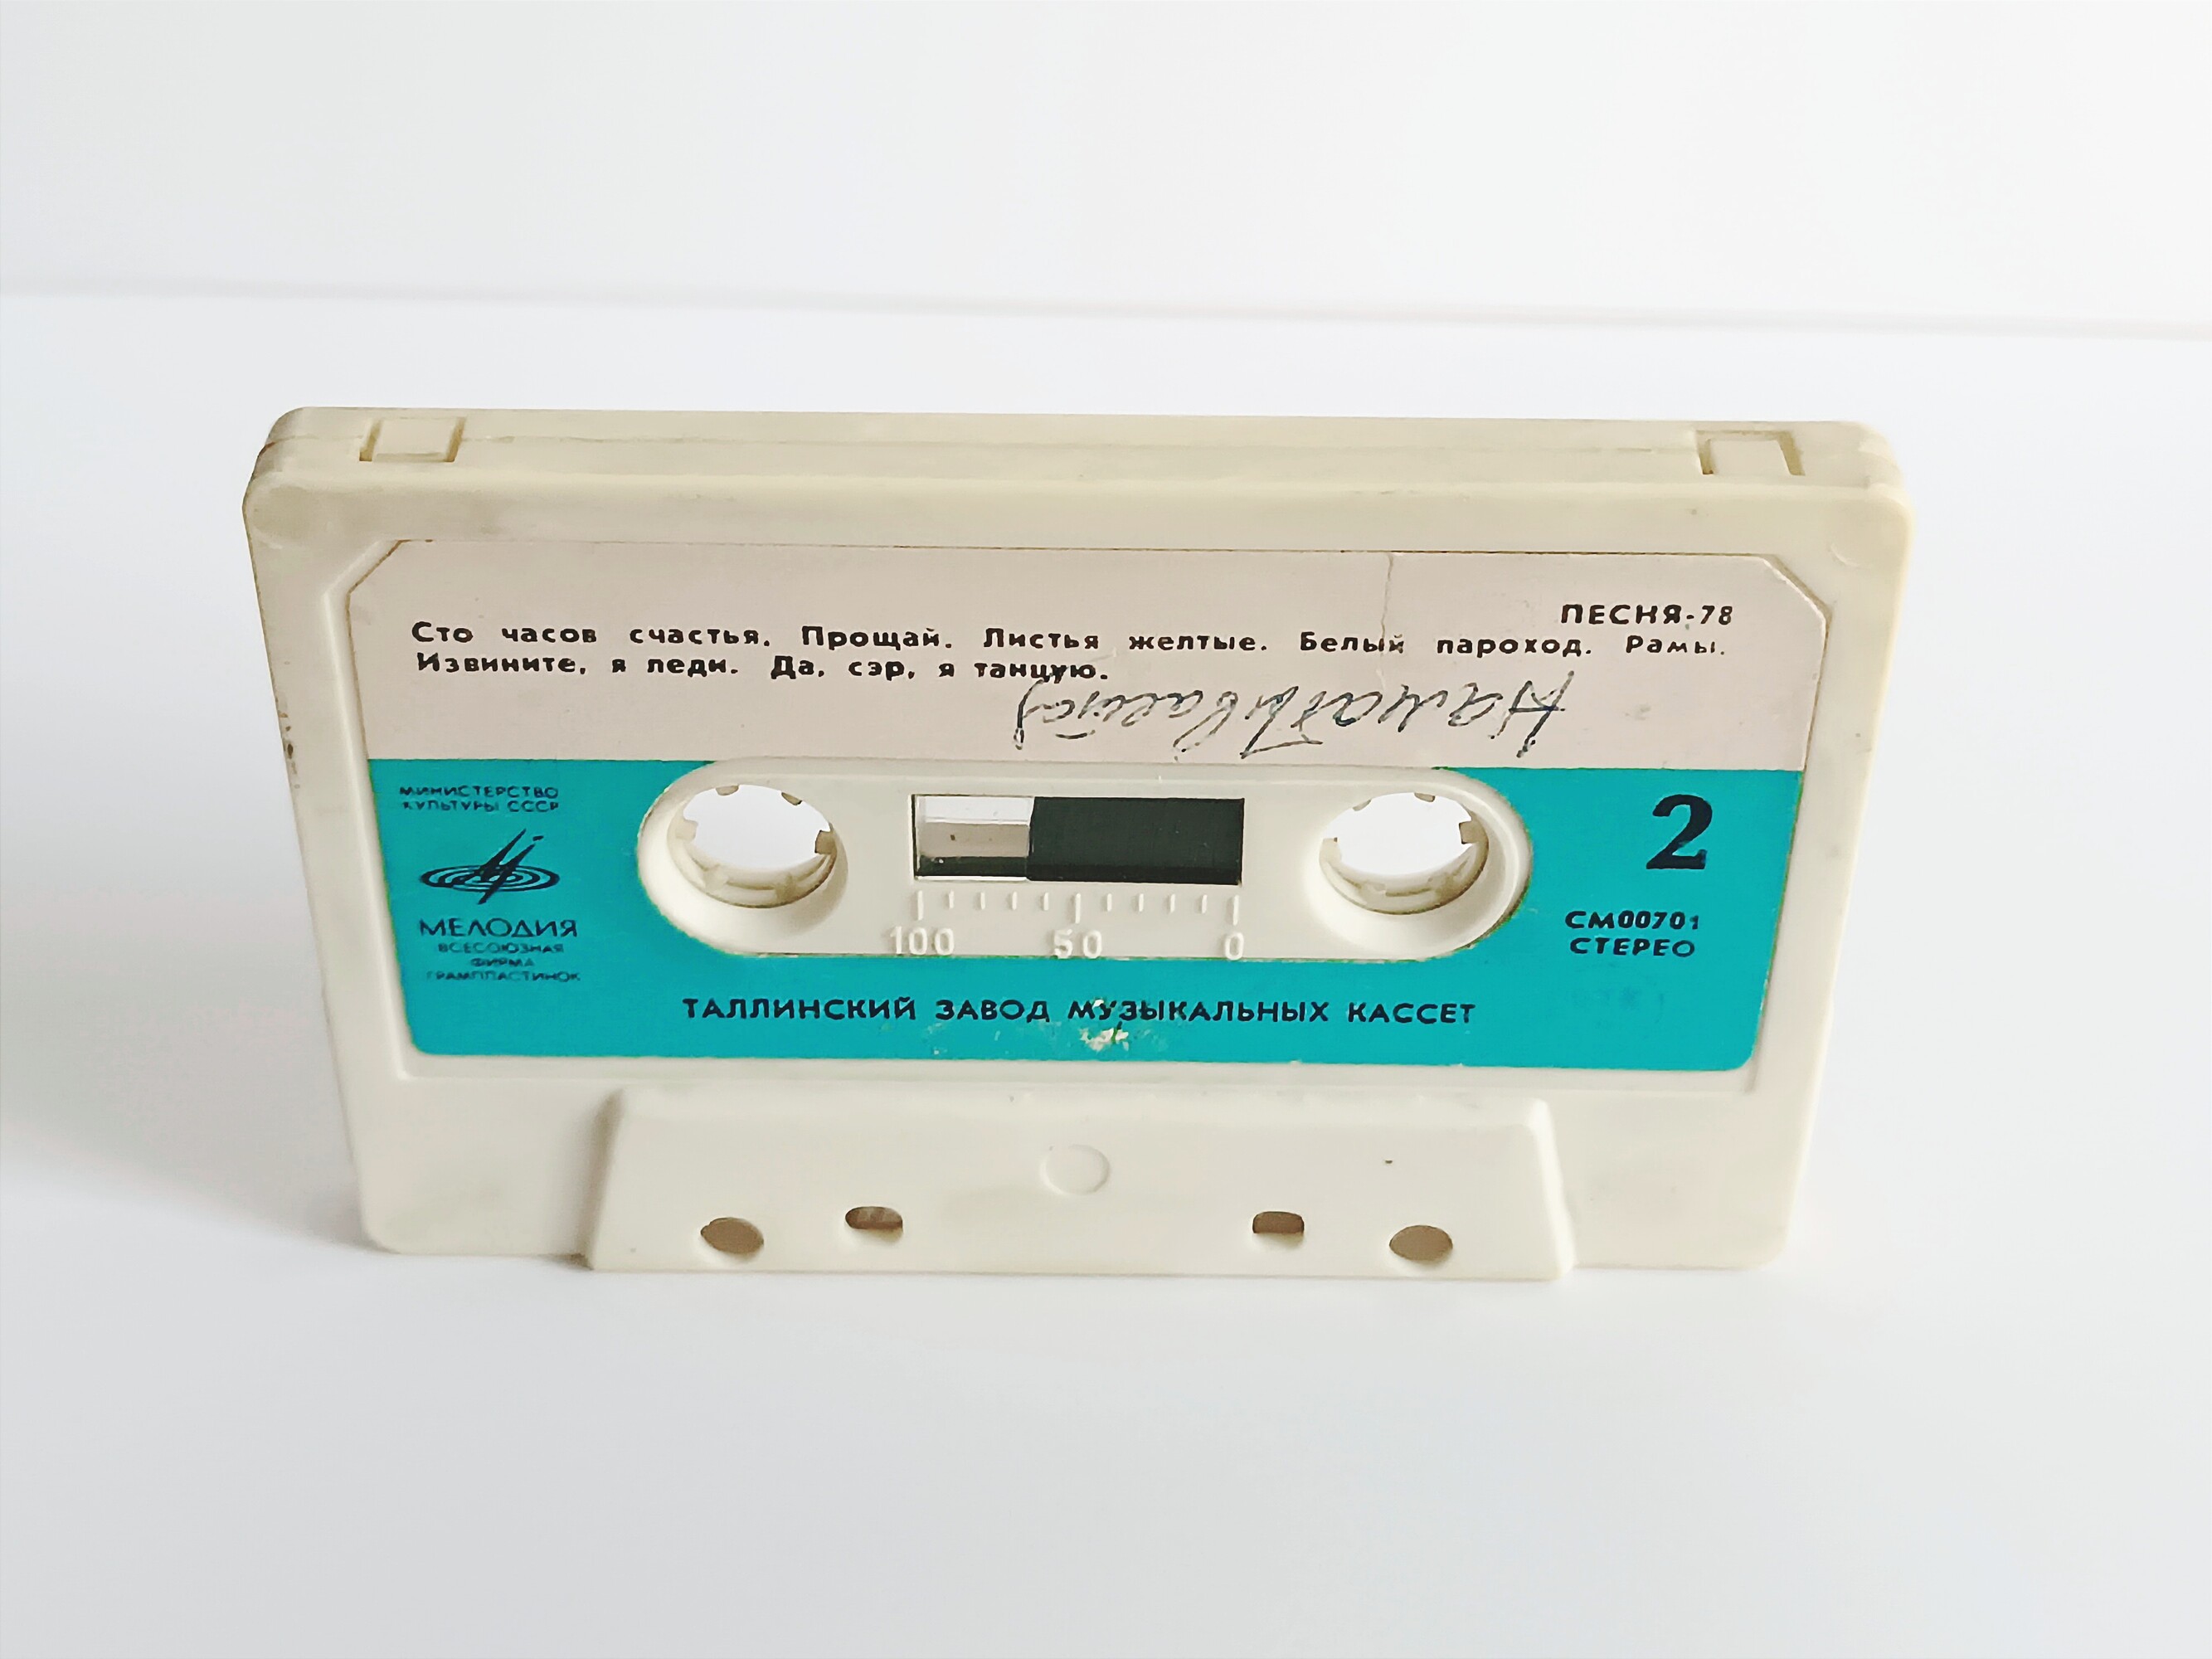 ПЕСНЯ-78
Сто часов счастья. Прощай. Листья желтые. Белый пароход. Рамы.
Извините, я леди. Да, сэр, я танцую.
Наматывается)
МИНИСТЕРСТВО
КУЛЬТУРЫ СССР
МЕЛОДИЯ
ВСЕСОЮЗНАЯ
ФИРМА
ГРАМПЛАСТИНОК
100 50 0
2
СМ00701
СТЕРЕО
ТАЛЛИНСКИЙ ЗАВОД МУЗЫКАЛЬНЫХ КАССЕТ